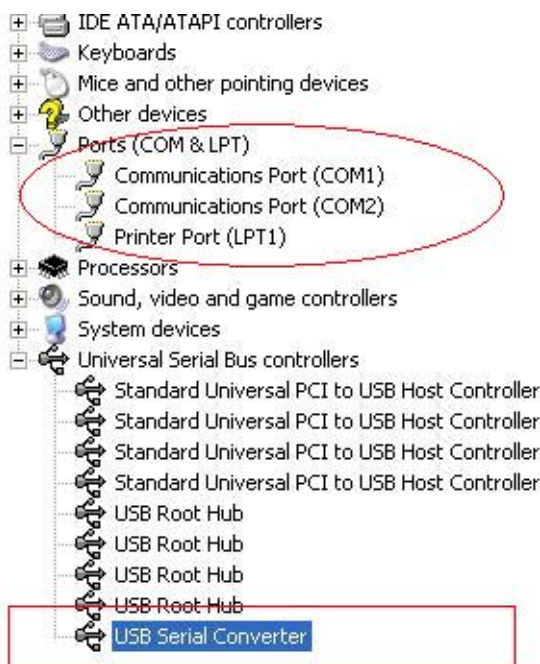 IDE ATA/ATAPI controllers
Keyboards
Mice and other pointing devices
Other devices
Ports (COM & LPT)
Communications Port (COM1)
Communications Port (COM2)
Printer Port (LPT1)
Processors
Sound, video and game controllers
System devices
Universal Serial Bus controllers
Standard Universal PCI to USB Host Controller
Standard Universal PCI to USB Host Controller
Standard Universal PCI to USB Host Controller
Standard Universal PCI to USB Host Controller
USB Root Hub
USB Root Hub
USB Root Hub
USB Root Hub
USB Serial Converter